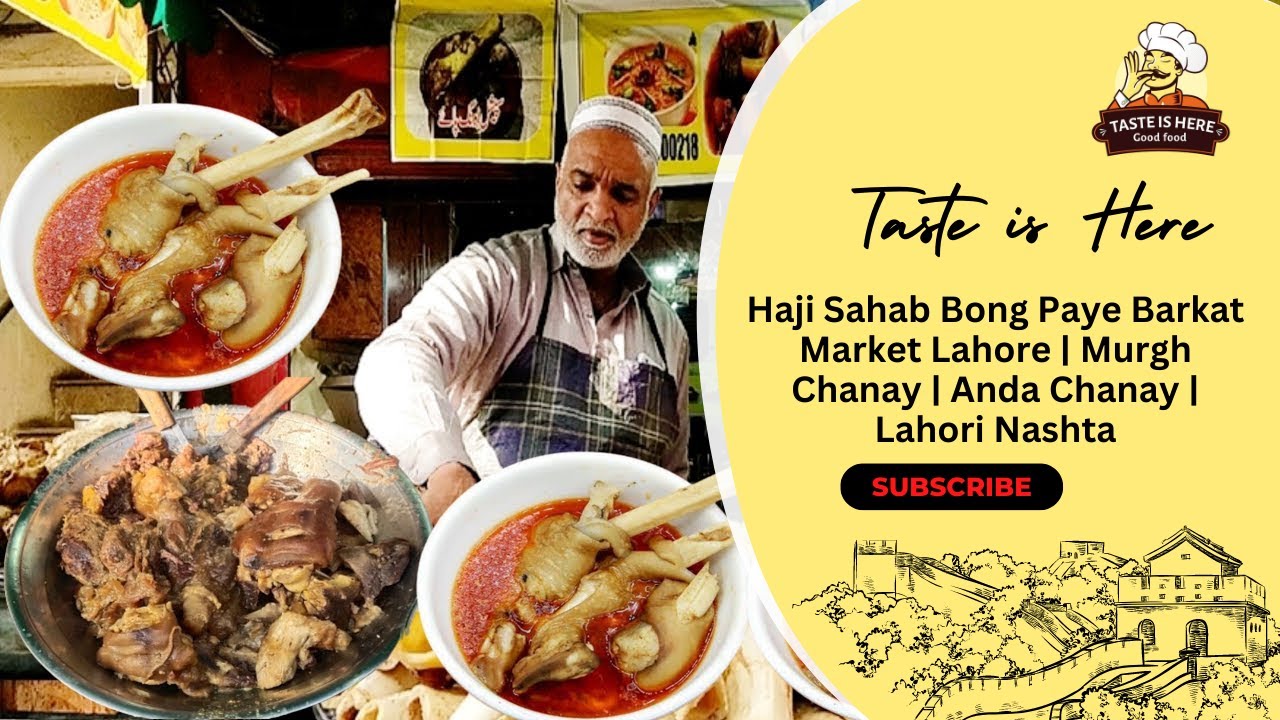 TASTE IS HERE
Good food
Taste is Here
Haji Sahab Bong Paye Barkat
Market Lahore | Murgh
Chanay | Anda Chanay |
Lahori Nashta
SUBSCRIBE
00218